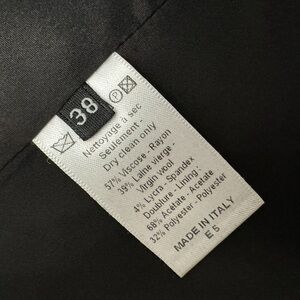 38
P
Nettoyage à sec
Seulement -
Dry clean only
57% Viscose - Rayon
39% Laine vierge -
Virgin wool
4% Lycra - Spandex
Doublure - Lining :
68% Acetate - Acetate
32% Polyester -Polyester
MADE IN ITALY
E 5